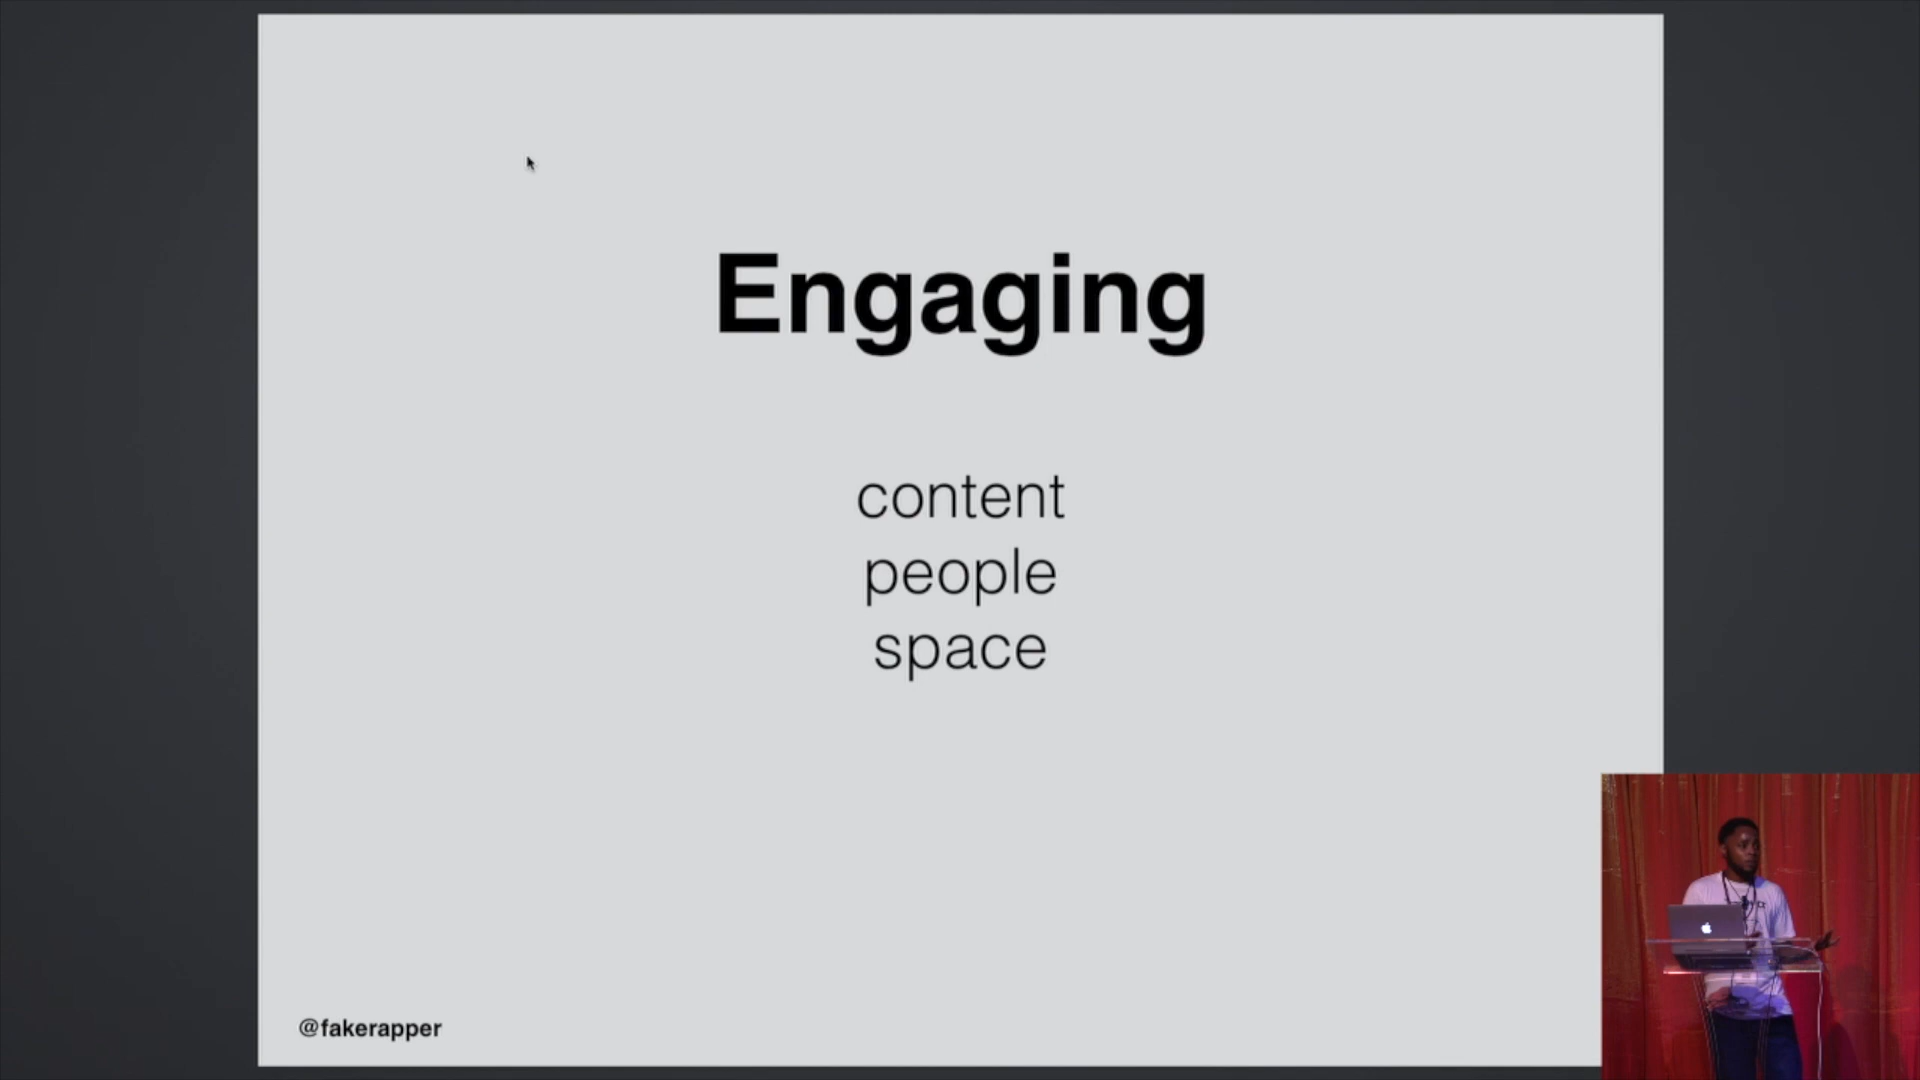 Engaging
content
people
space
@fakerapper